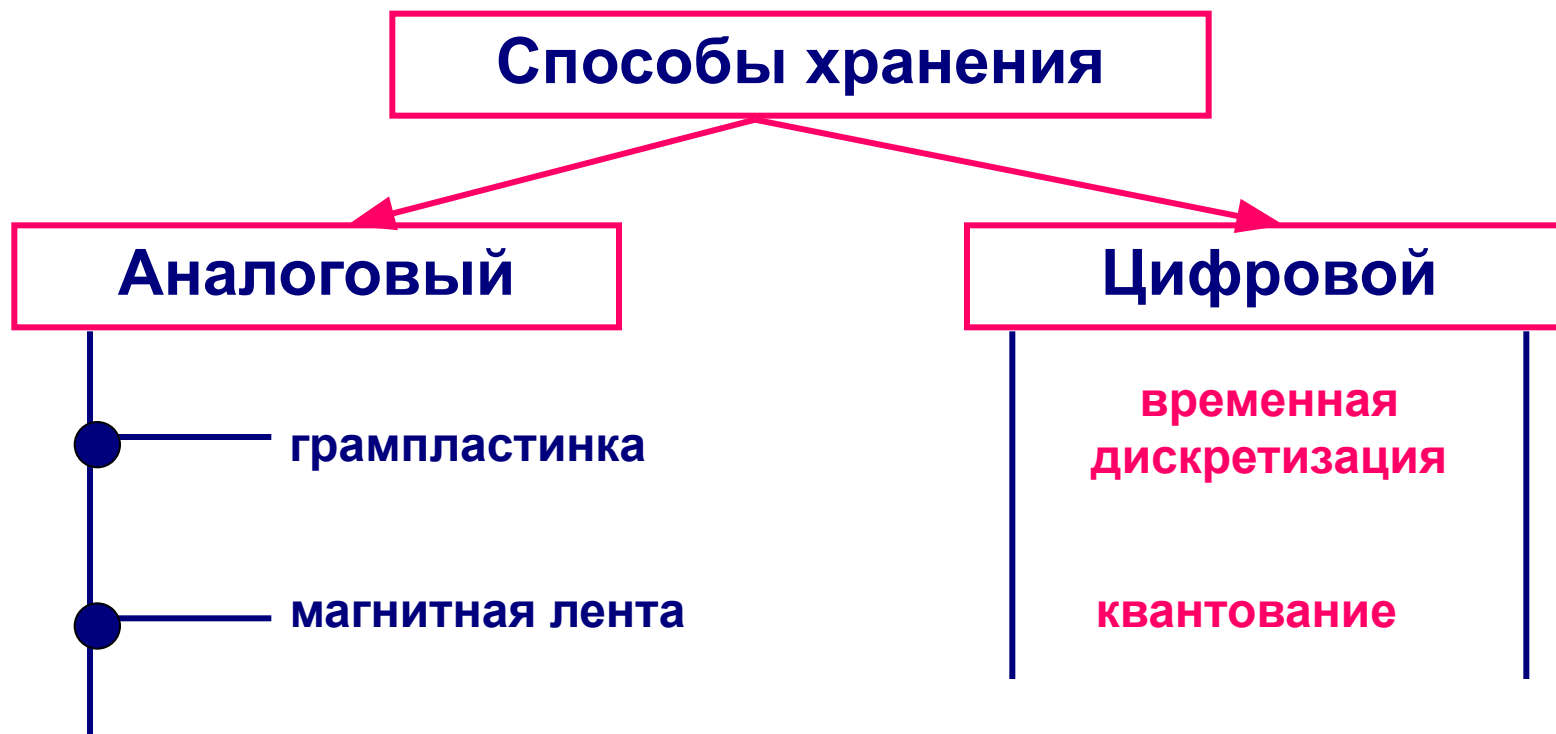 Способы хранения
Аналоговый
Цифровой
грампластинка
магнитная лента
временная
дискретизация
квантование